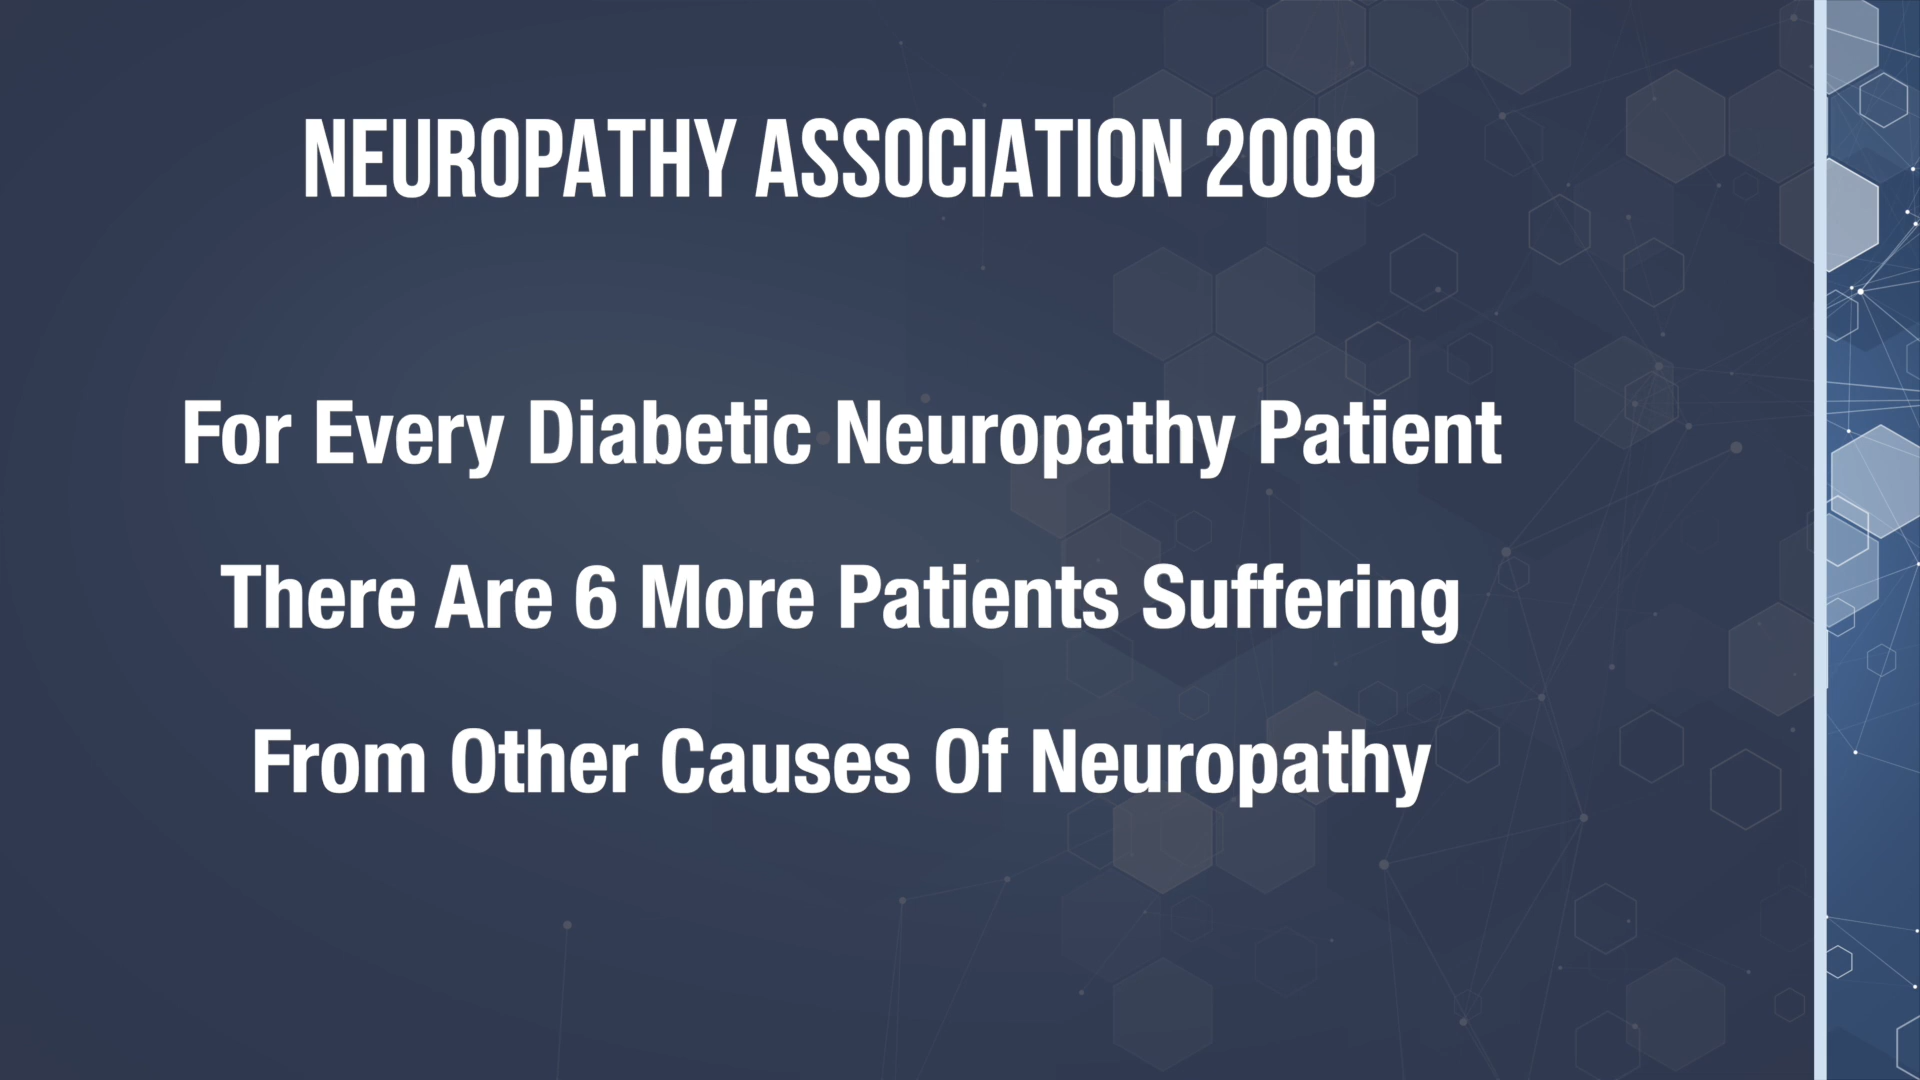 NEUROPATHY ASSOCIATION 2009
For Every Diabetic Neuropathy Patient
There Are 6 More Patients Suffering
From Other Causes Of Neuropathy